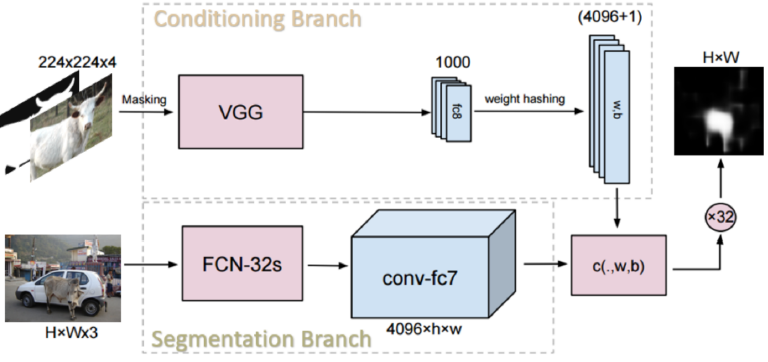 Conditioning Branch
(4096+1)
224x224x4
1000
H×W
Masking
VGG
fc8
weight hashing
w,b
×32
FCN-32s
conv-fc7
c(.,w,b)
4096×h×w
H×Wx3
Segmentation Branch